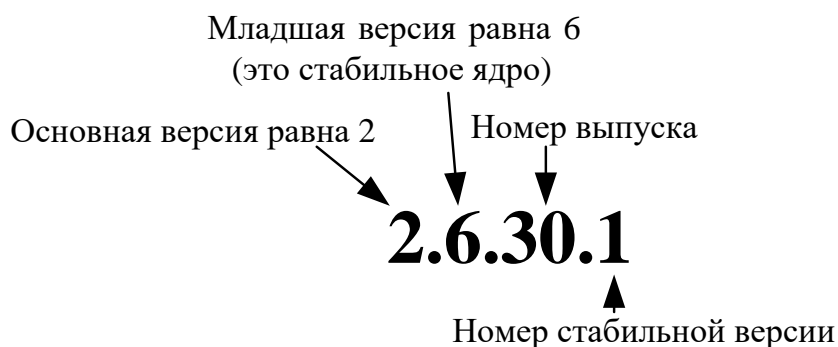 Младшая версия равна 6
(это стабильное ядро)
Основная версия равна 2
Номер выпуска
2.6.30.1
Номер стабильной версии